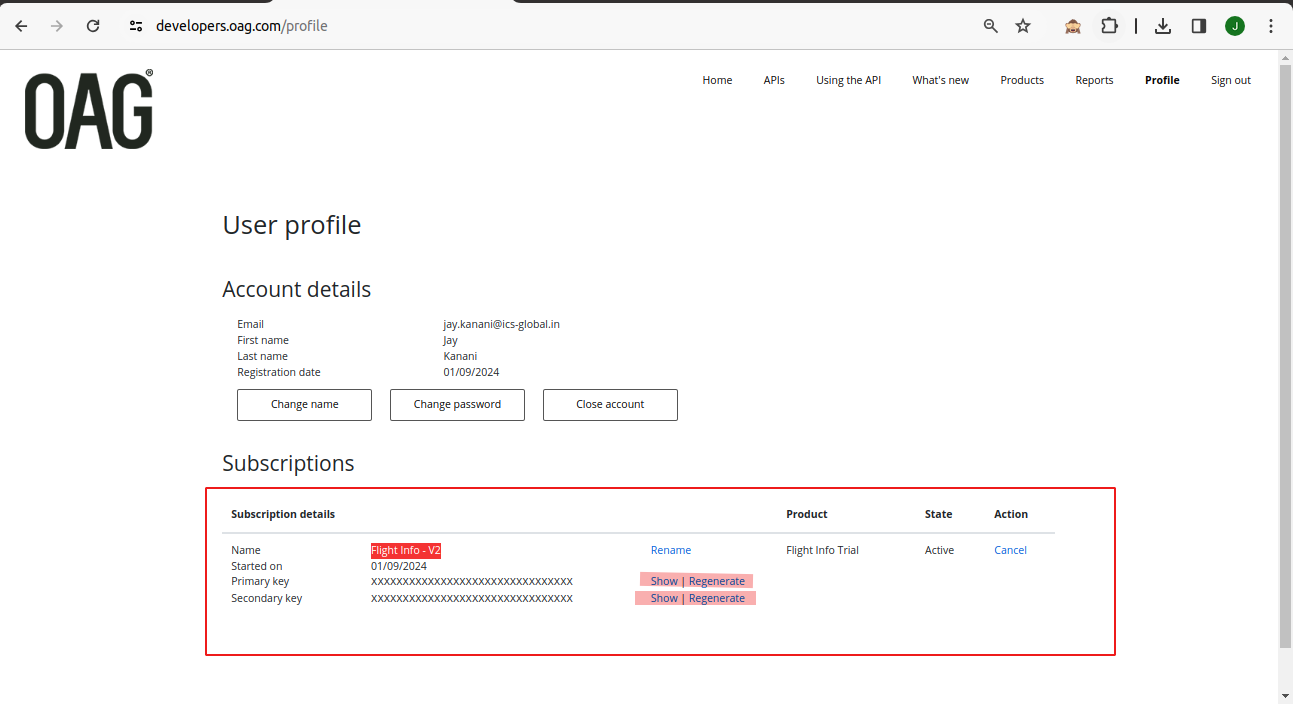 developers.oag.com/profile
J
OAG®
Home APIs Using the API What's new Products Reports Profile Sign out
User profile
Account details
Email jay.kanani@ics-global.in
First name Jay
Last name Kanani
Registration date 01/09/2024
Change name Change password Close account
Subscriptions
Subscription details Product State Action
Name Flight Info - V2 Rename Flight Info Trial Active Cancel
Started on 01/09/2024
Primary key XXXXXXXXXXXXXXXXXXXXXXXXXXXXXXXX Show | Regenerate
Secondary key XXXXXXXXXXXXXXXXXXXXXXXXXXXXXXXX Show | Regenerate